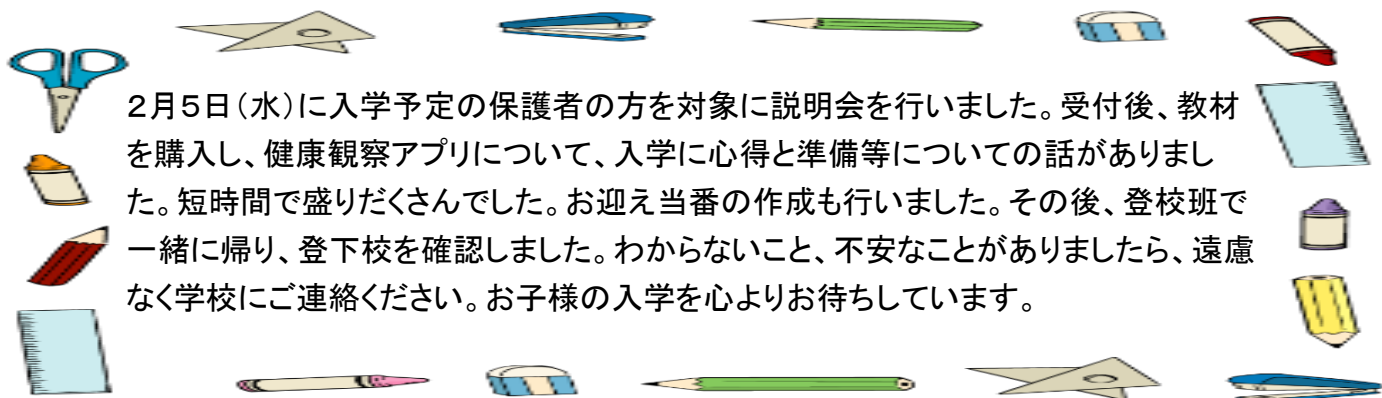 ２月５日（水）に入学予定の保護者の方を対象に説明会を行いました。受付後、教材
を購入し、健康観察アプリについて、入学に心得と準備等についての話がありまし
た。短時間で盛りだくさんでした。お迎え当番の作成も行いました。その後、登校班で
一緒に帰り、登下校を確認しました。わからないこと、不安なことがありましたら、遠慮
なく学校にご連絡ください。お子様の入学を心よりお待ちしています。